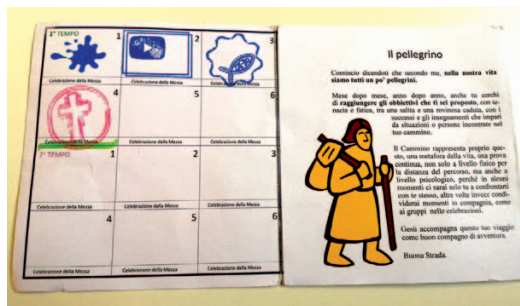 1° TEMPO 1
2
3
Celebrazione della Messa
Celebrazione della Messa
Celebrazione della Messa
4
5
6
Celebrazione della Messa
Celebrazione della Messa
Celebrazione della Messa
2° TEMPO 1
2
3
Celebrazione della Messa
Celebrazione della Messa
Celebrazione della Messa
4
5
6
Celebrazione della Messa
Celebrazione della Messa
Celebrazione della Messa
Il pellegrino
Comincio dicendoti che secondo me, nella nostra vita
siamo tutti un po' pellegrini.
Mese dopo mese, anno dopo anno, anche tu cerchi
di raggiungere gli obbiettivi che ti sei proposto, con te-
nacia e fatica, tra una salita e una rovinosa caduta, con i
successi e gli insegnamenti che impari
da situazioni o persone incontrate nel
tuo cammino.
Il Cammino rappresenta proprio que-
sto, una metafora della vita, una prova
continua, non solo a livello fisico per
la distanza del percorso, ma anche a
livello psicologico, perché in alcuni
momenti ci sarai solo tu a confrontarti
con te stesso, altre volte invece condi-
viderai momenti in compagnia, come
ai gruppi nelle celebrazioni.
Gesù accompagna questo tuo viaggio
come buon compagno di avventura.
Buona Strada.